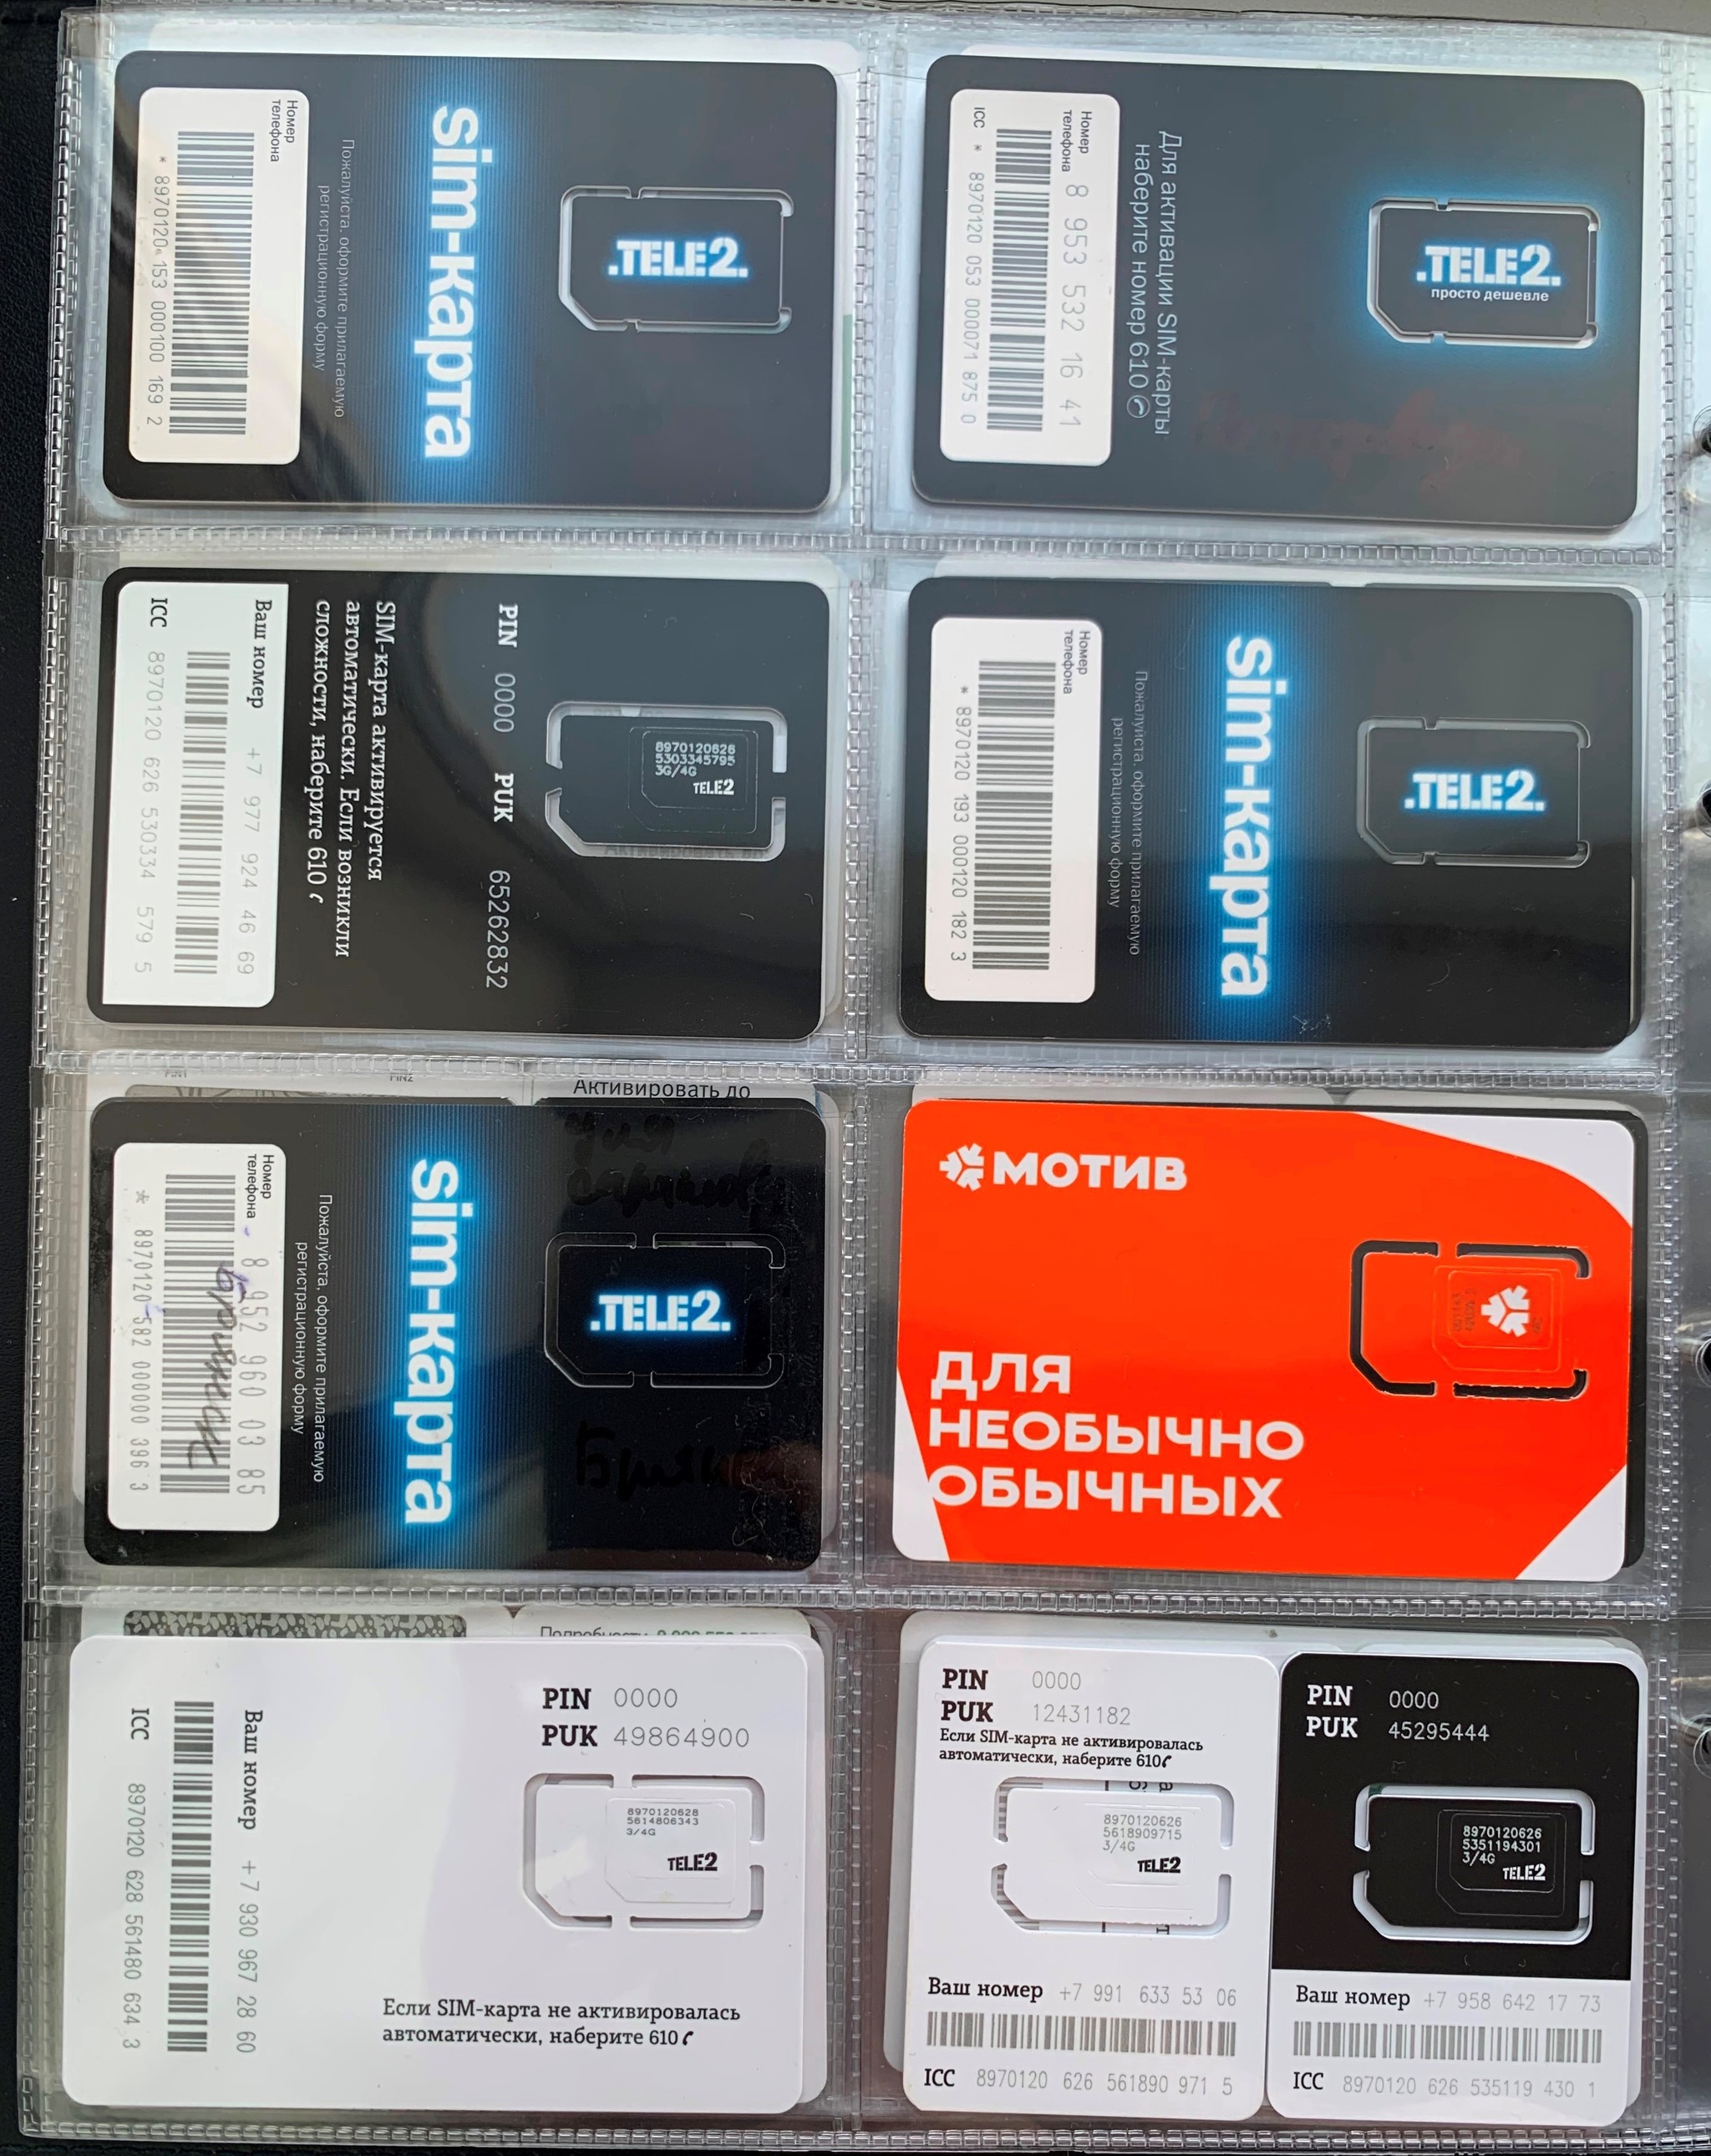 Номер
телефона
* 8970120 153 000100 169 2
Пожалуйста, оформите прилагаемую
регистрационную форму
sim-карта
.TELE2.
Номер
телефона 8 953 532 16 41
ICC * 8970120 053 000071 875 0
Для активации SIM-карты
наберите номер 610
.TELE2.
просто дешевле
Ваш номер +7 977 924 46 69
ICC 8970120 626 530334 579 5
SIM-карта активируется
автоматически. Если возникли
сложности, наберите 610
PIN 0000 PUK 65262832
8970120626
5303345795
3G/4G
TELE2
Номер
телефона
* 8970120 193 000120 182 3
Пожалуйста, оформите прилагаемую
регистрационную форму
sim-карта
.TELE2.
PIN2
Активировать до
Номер
телефона 8 952 960 03 85
Брянск
* 8970120 582 000000 396 3
Пожалуйста, оформите прилагаемую
регистрационную форму
sim-карта
.TELE2.
МОТИВ
ДЛЯ
НЕОБЫЧНО
ОБЫЧНЫХ
PIN 0000
PUK 49864900
8970120628
5614806343
3/4G
TELE2
Ваш номер +7 930 967 28 60
ICC 8970120 628 561480 634 3
Если SIM-карта не активировалась
автоматически, наберите 610
PIN 0000
PUK 12431182
Если SIM-карта не активировалась
автоматически, наберите 610
8970120626
5618909715
3/4G
TELE2
Ваш номер +7 991 633 53 06
ICC 8970120 626 561890 971 5
PIN 0000
PUK 45295444
8970120626
5351194301
3/4G
TELE2
Ваш номер +7 958 642 17 73
ICC 8970120 626 535119 430 1